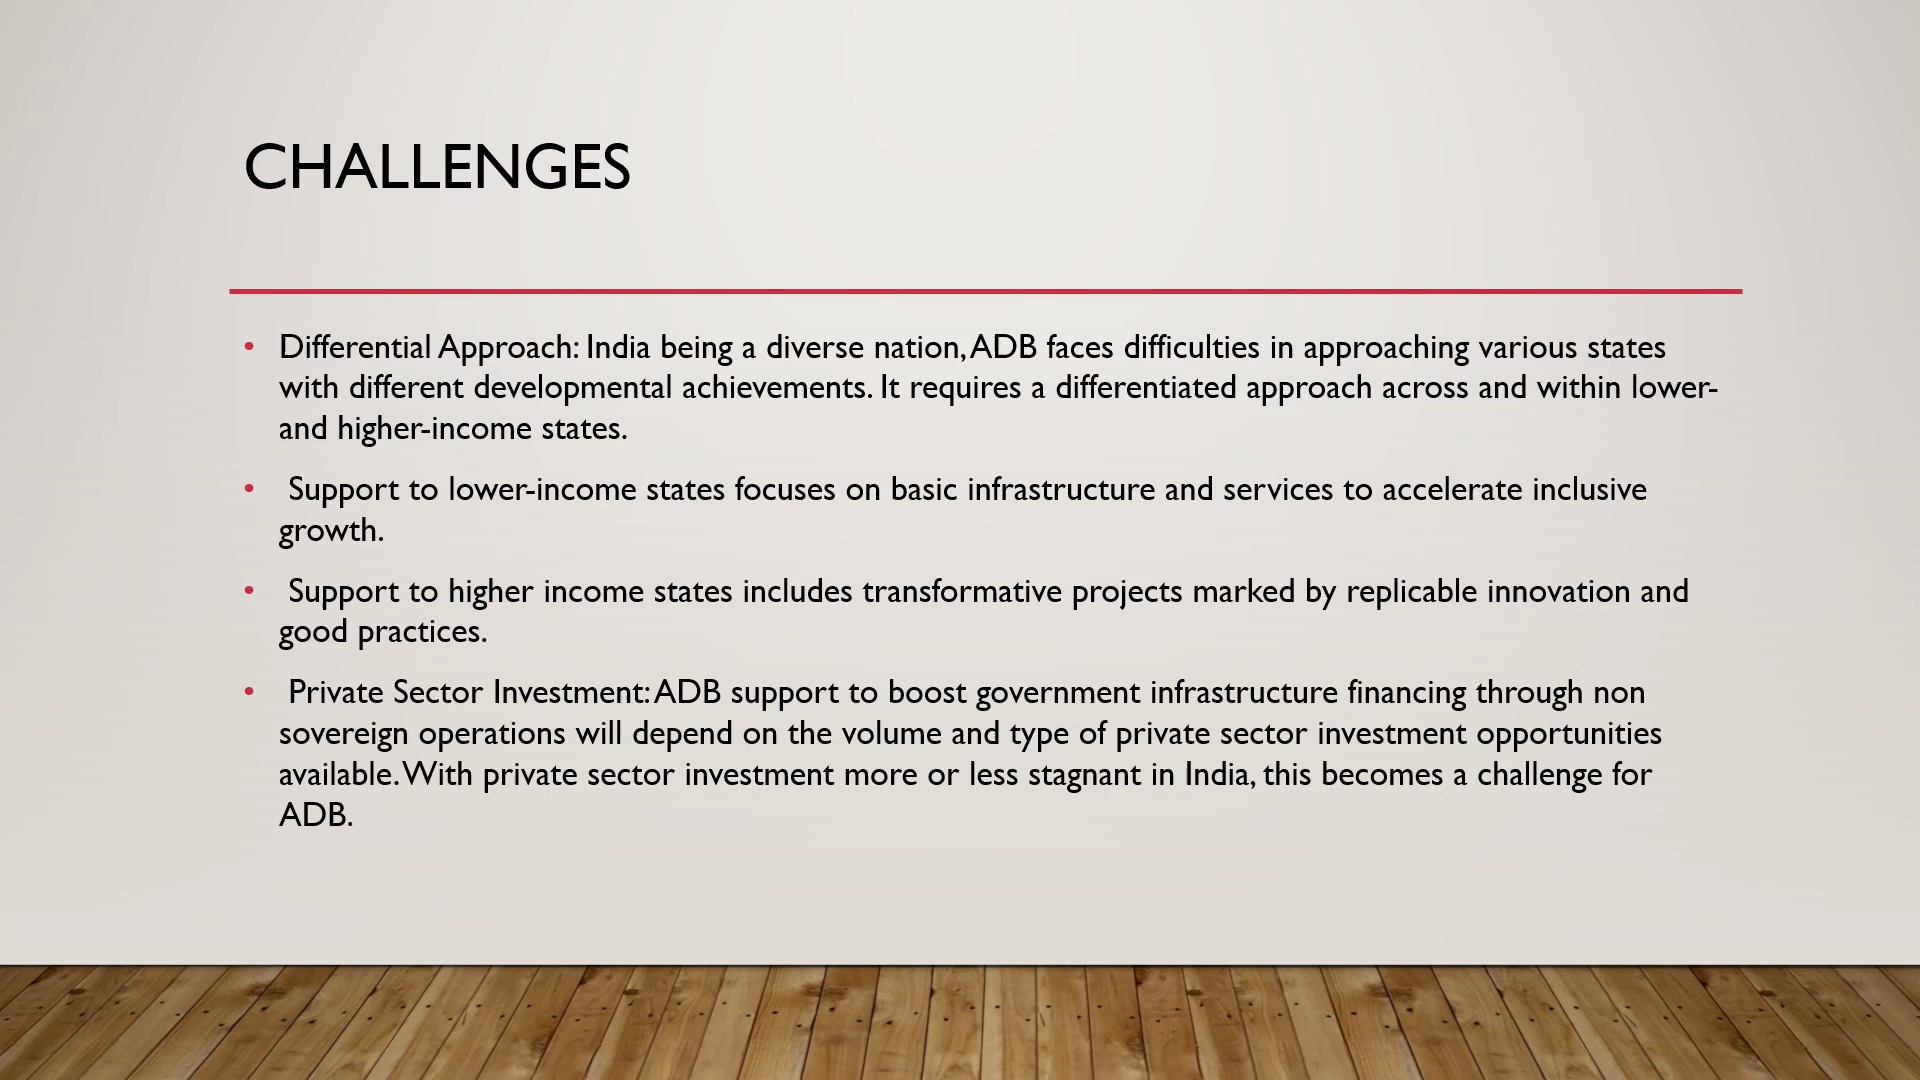 CHALLENGES
• Differential Approach: India being a diverse nation, ADB faces difficulties in approaching various states
with different developmental achievements. It requires a differentiated approach across and within lower-
and higher-income states.
• Support to lower-income states focuses on basic infrastructure and services to accelerate inclusive
growth.
• Support to higher income states includes transformative projects marked by replicable innovation and
good practices.
• Private Sector Investment: ADB support to boost government infrastructure financing through non
sovereign operations will depend on the volume and type of private sector investment opportunities
available. With private sector investment more or less stagnant in India, this becomes a challenge for
ADB.